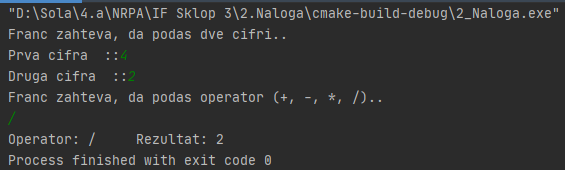 "D:\Sola\4.a\NRPA\IF Sklop 3\2.Naloga\cmake-build-debug\2_Naloga.exe"
Franc zahteva, da podas dve cifri..
Prva cifra  ::4
Druga cifra  ::2
Franc zahteva, da podas operator (+, -, *, /)..
/
Operator: /     Rezultat: 2
Process finished with exit code 0